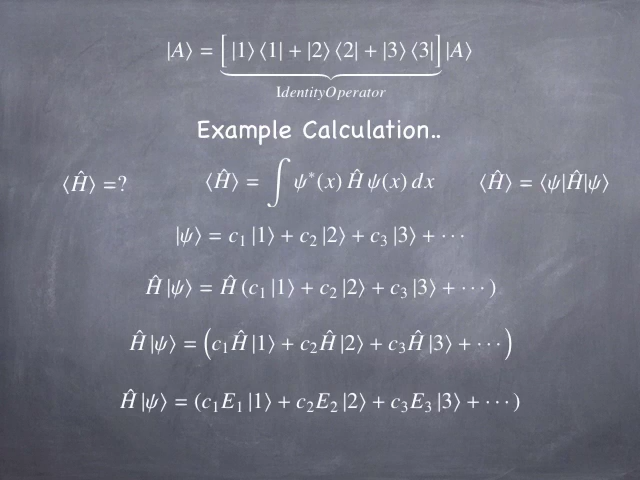 |A⟩ = [ |1⟩ ⟨1| + |2⟩ ⟨2| + |3⟩ ⟨3| ] |A⟩
IdentityOperator
Example Calculation..
⟨Ĥ⟩ =? ⟨Ĥ⟩ = ∫ ψ*(x) Ĥ ψ(x) dx ⟨Ĥ⟩ = ⟨ψ|Ĥ|ψ⟩
|ψ⟩ = c₁ |1⟩ + c₂ |2⟩ + c₃ |3⟩ + ···
Ĥ |ψ⟩ = Ĥ (c₁ |1⟩ + c₂ |2⟩ + c₃ |3⟩ + ··· )
Ĥ |ψ⟩ = (c₁Ĥ |1⟩ + c₂Ĥ |2⟩ + c₃Ĥ |3⟩ + ··· )
Ĥ |ψ⟩ = (c₁E₁ |1⟩ + c₂E₂ |2⟩ + c₃E₃ |3⟩ + ··· )